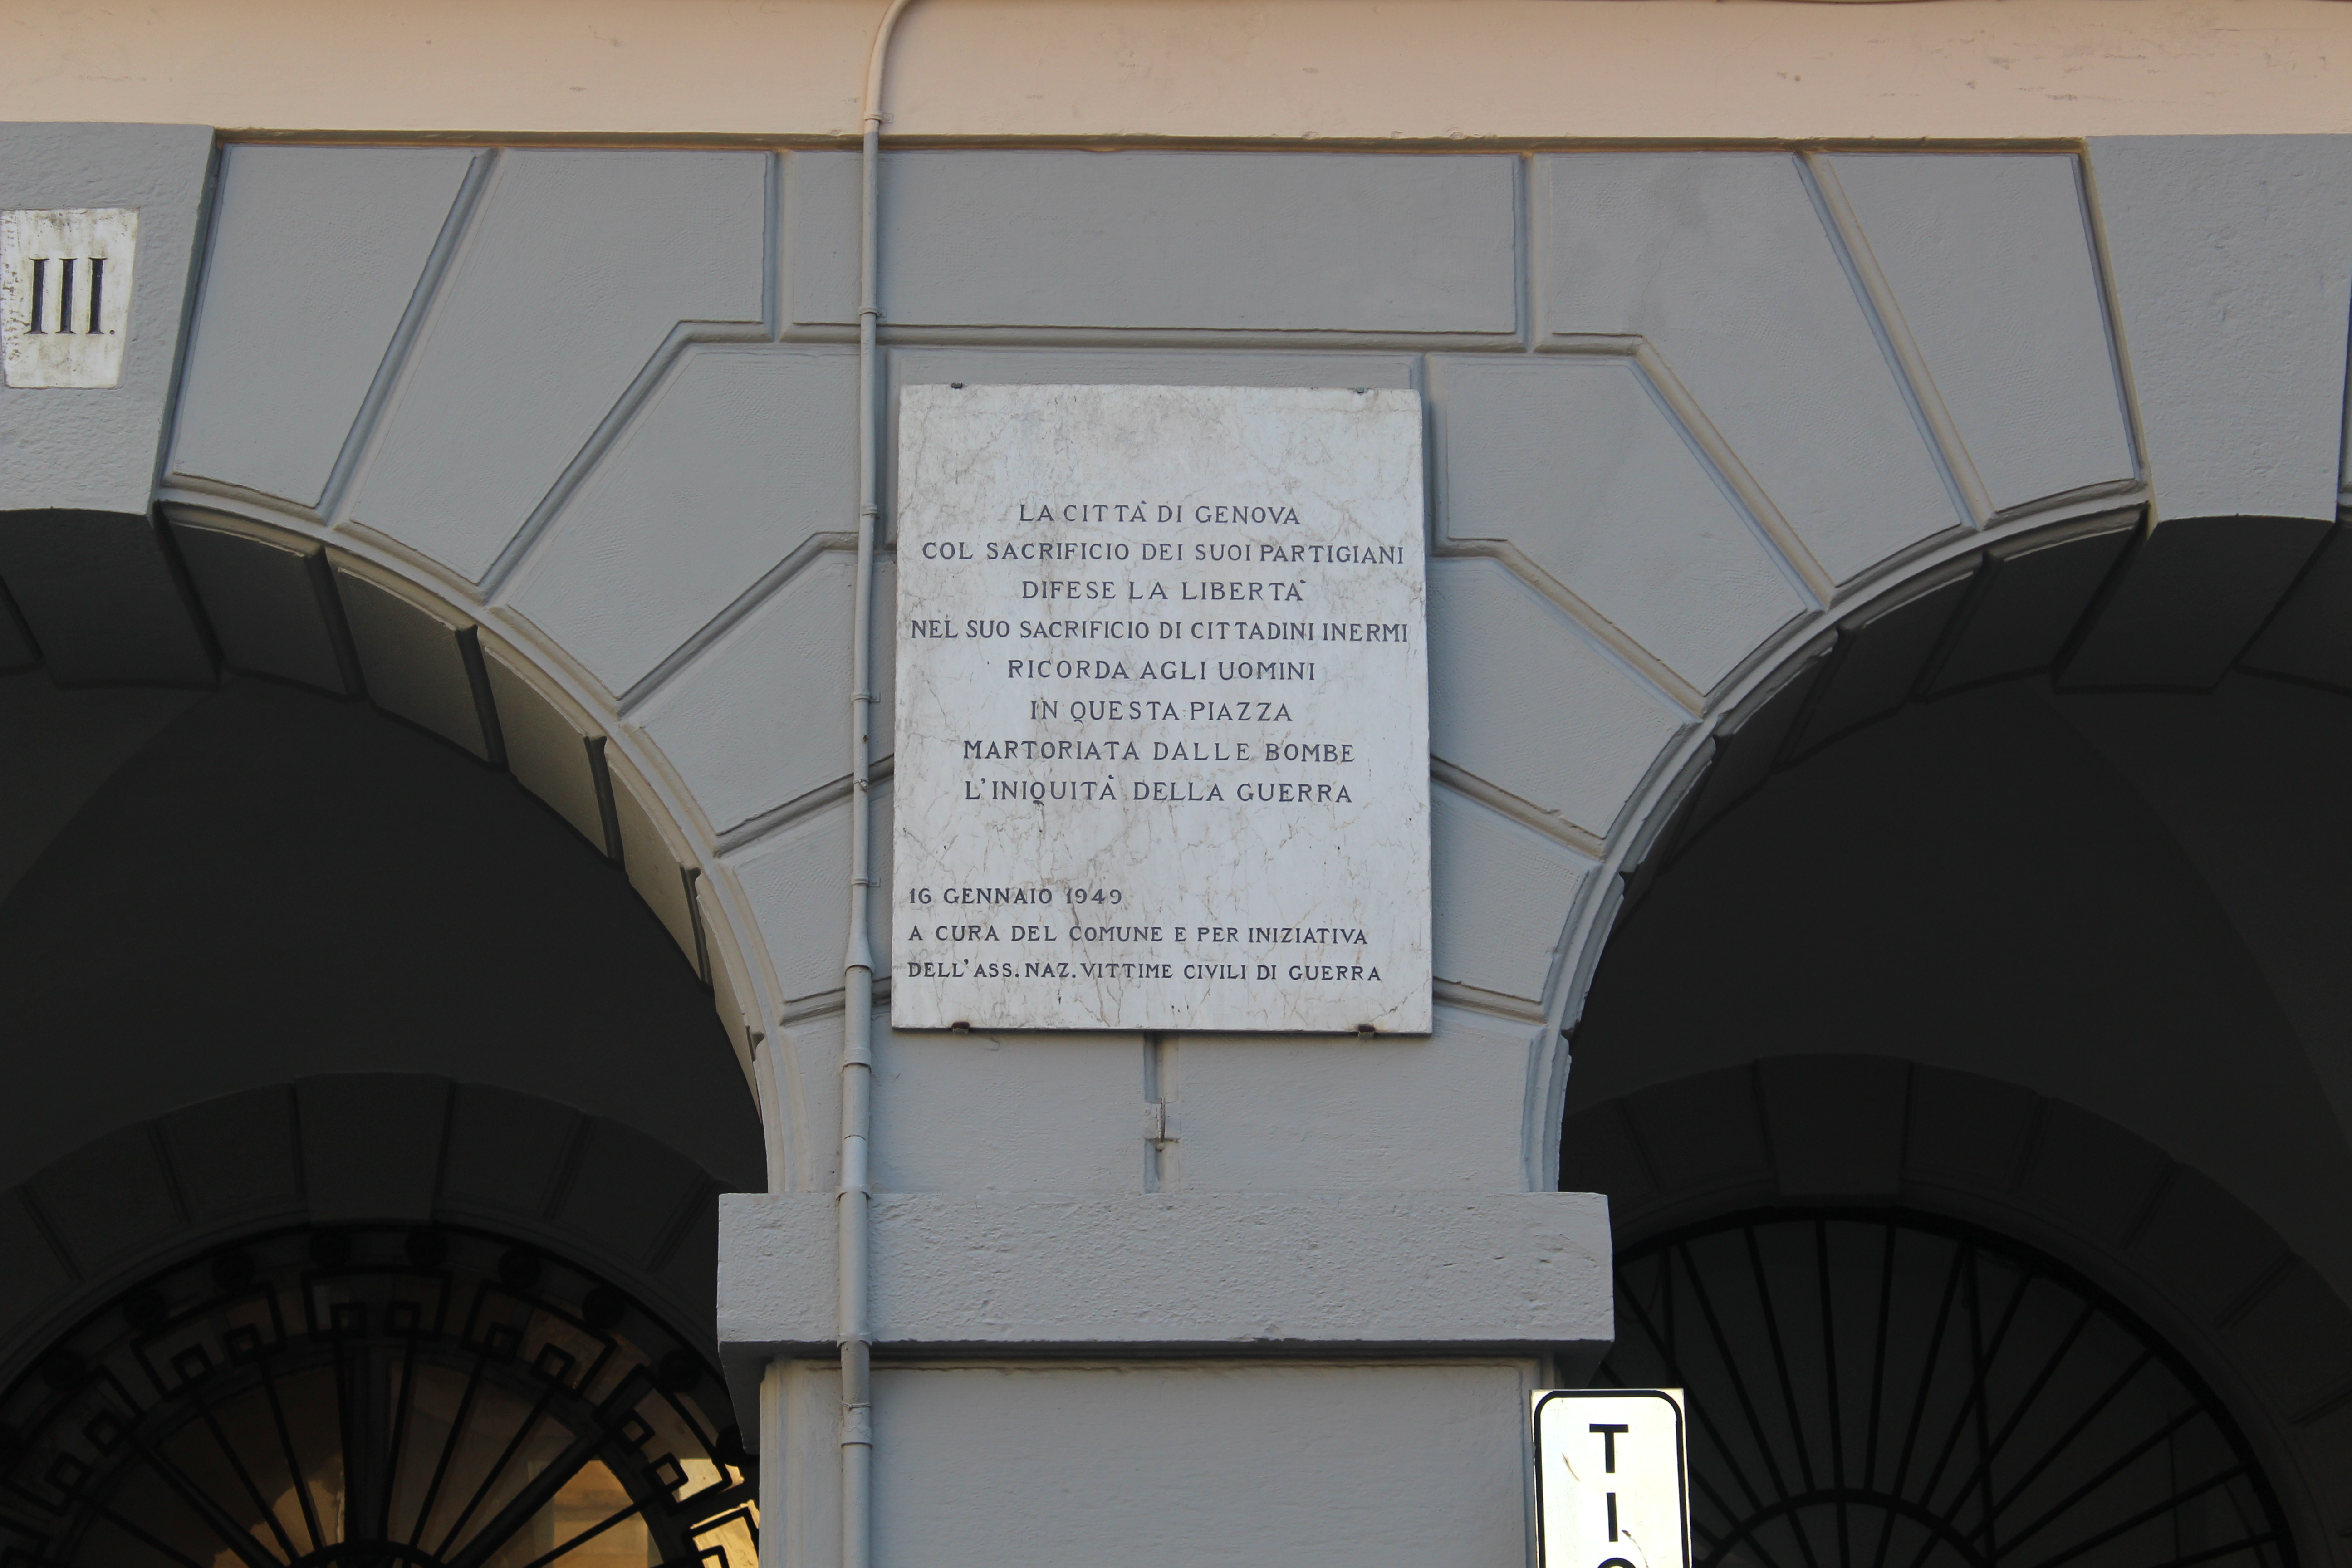 III.
LA CITTÀ DI GENOVA
COL SACRIFICIO DEI SUOI PARTIGIANI
DIFESE LA LIBERTÀ
NEL SUO SACRIFICIO DI CITTADINI INERMI
RICORDA AGLI UOMINI
IN QUESTA PIAZZA
MARTORIATA DALLE BOMBE
L'INIQUITÀ DELLA GUERRA
16 GENNAIO 1949
A CURA DEL COMUNE E PER INIZIATIVA
DELL'ASS. NAZ. VITTIME CIVILI DI GUERRA
T
I